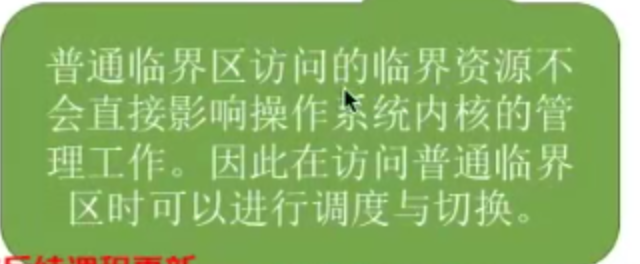 普通临界区访问的临界资源不
会直接影响操作系统内核的管
理工作。因此在访问普通临界
区时可以进行调度与切换。